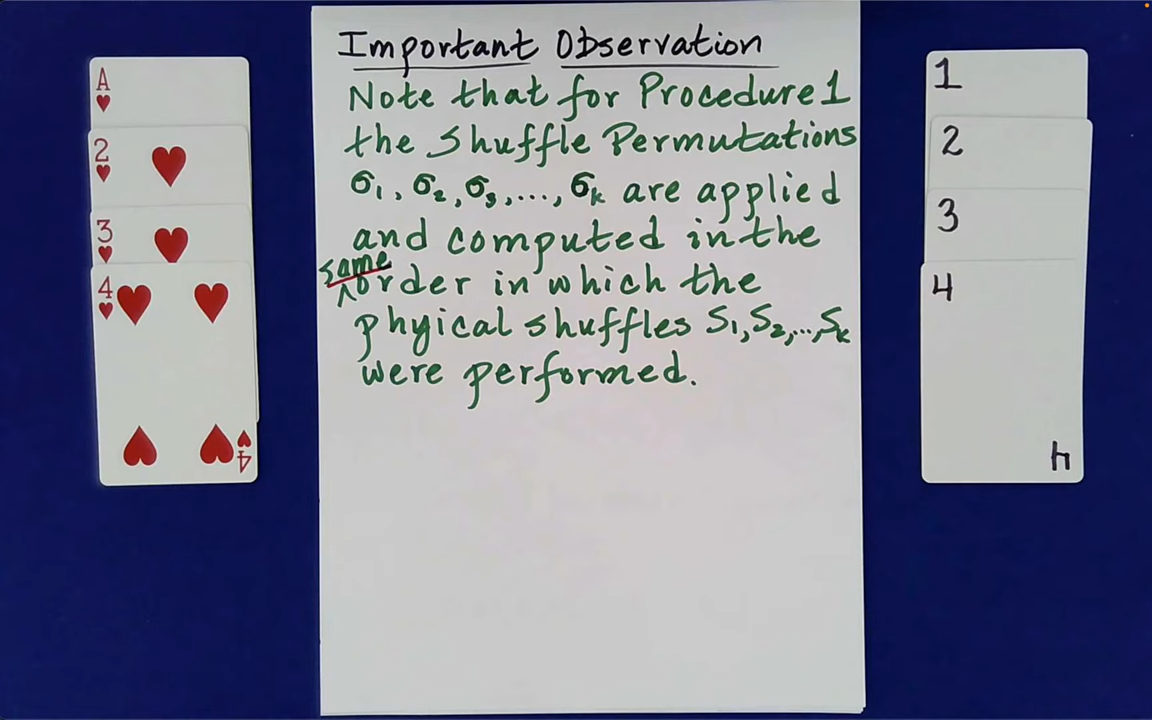 Important Observation
Note that for Procedure 1
the Shuffle Permutations
σ₁, σ₂, σ₃, ..., σₖ are applied
and computed in the
same
order in which the
phyical shuffles S₁, S₂, ..., Sₖ
were performed.
A
2
3
4
4
1
2
3
4
4